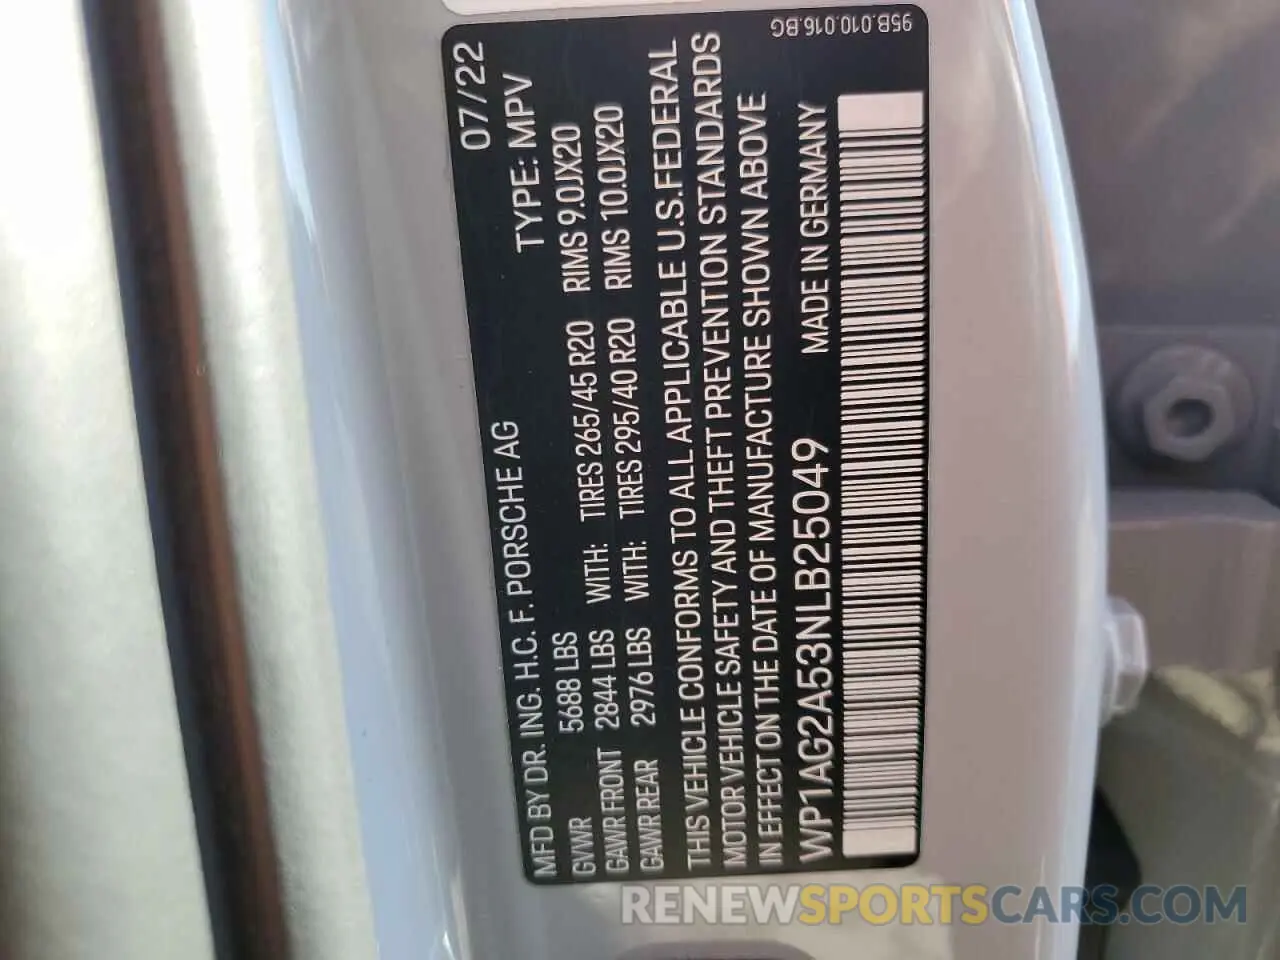 07/22
MFD BY DR. ING. H.C. F. PORSCHE AG TYPE: MPV
GVWR 5688 LBS
GAWR FRONT 2844 LBS WITH: TIRES 265/45 R20 RIMS 9.0JX20
GAWR REAR 2976 LBS WITH: TIRES 295/40 R20 RIMS 10.0JX20
THIS VEHICLE CONFORMS TO ALL APPLICABLE U.S.FEDERAL
MOTOR VEHICLE SAFETY AND THEFT PREVENTION STANDARDS
IN EFFECT ON THE DATE OF MANUFACTURE SHOWN ABOVE
WP1AG2A53NLB25049 MADE IN GERMANY
95B.010.016.BG
RENEWSPORTSCARS.COM